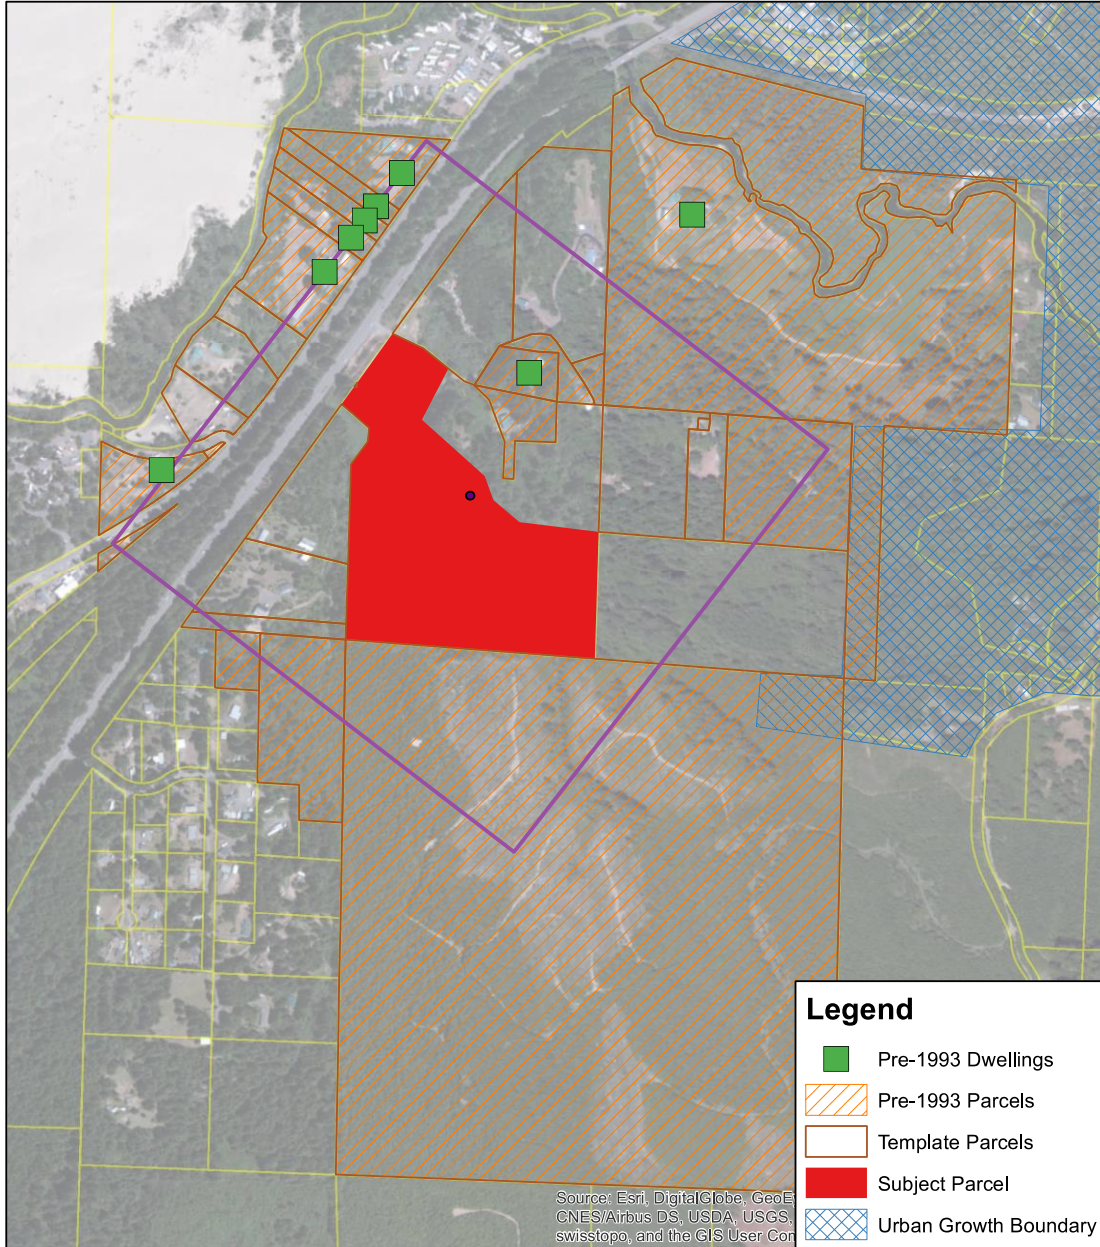 Legend
Pre-1993 Dwellings
Pre-1993 Parcels
Template Parcels
Subject Parcel
Urban Growth Boundary
Source: Esri, DigitalGlobe, GeoE
CNES/Airbus DS, USDA, USGS,
swisstopo, and the GIS User Con